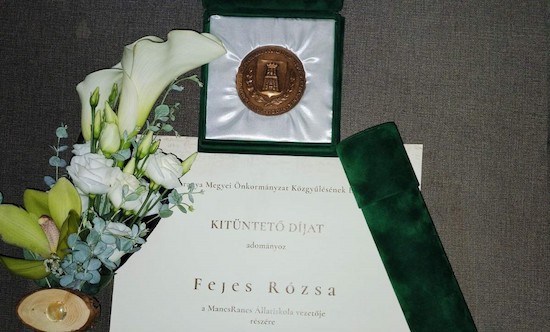 Megyei Önkormányzat Közgyűlésének
KITÜNTETŐ DÍJAT
adományoz
Fejes Rózsa
a MancsRancs Állatiskola vezetője
részére